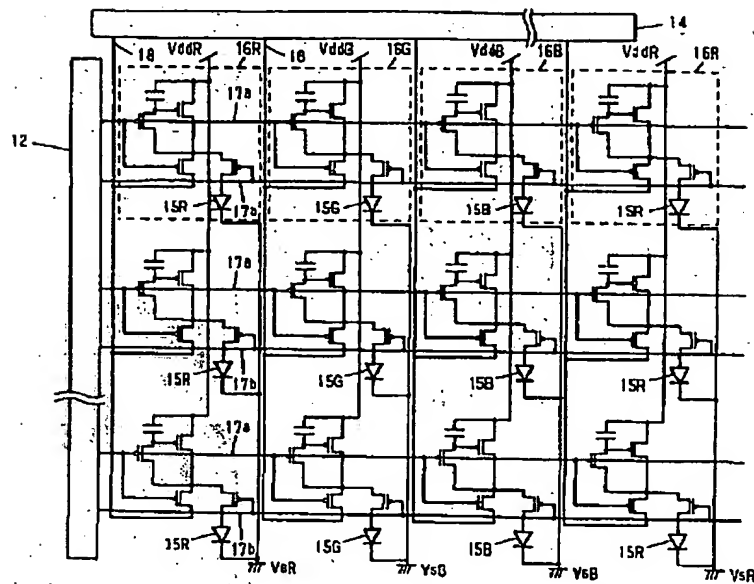 14
18 VddR 16R 18 VddG 16G VddB 16B VddR 16R
12
17a
15R 17b 15G 15B 15R
17a
15R 17b 15G 15B 15R
17a
15R 17b 15G 15B 15R
VsR VsG VsB VsR